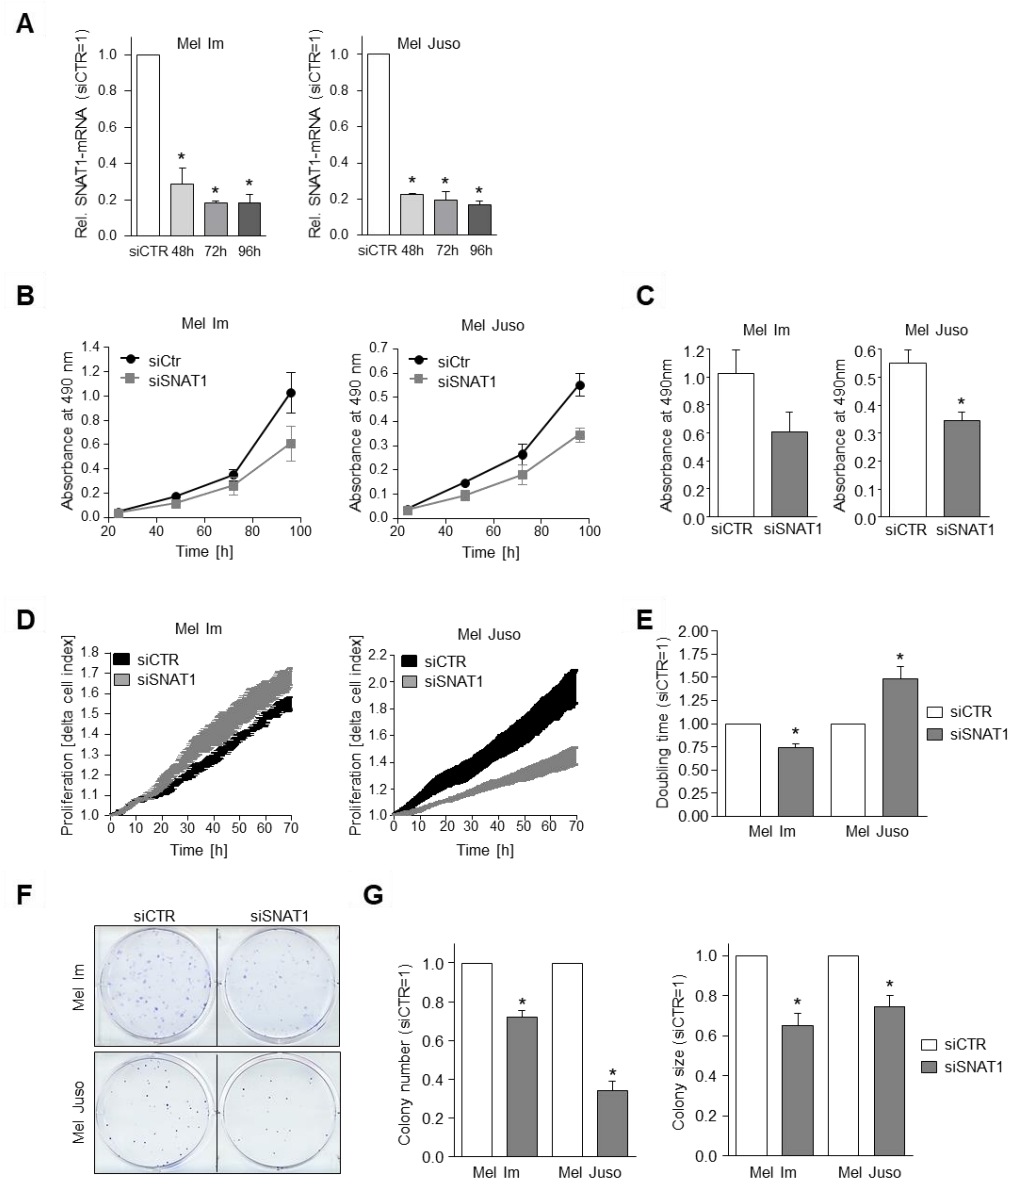 A
Mel Im
Rel. SNAT1-mRNA (siCTR=1)
1.0
0.8
0.6
0.4
0.2
0.0
* * *
siCTR 48h 72h 96h
Mel Juso
Rel. SNAT1-mRNA (siCTR=1)
1.0
0.8
0.6
0.4
0.2
0.0
* * *
siCTR 48h 72h 96h
B
Mel Im
Absorbance at 490 nm
1.4
1.2
1.0
0.8
0.6
0.4
0.2
0.0
siCtr
siSNAT1
20 40 60 80 100
Time [h]
Mel Juso
Absorbance at 490 nm
0.7
0.6
0.5
0.4
0.3
0.2
0.1
0.0
siCtr
siSNAT1
20 40 60 80 100
Time [h]
C
Mel Im
Absorbance at 490nm
1.2
1.0
0.8
0.6
0.4
0.2
0.0
siCTR siSNAT1
Mel Juso
Absorbance at 490nm
0.6
0.5
0.4
0.3
0.2
0.1
0.0
*
siCTR siSNAT1
D
Mel Im
Proliferation [delta cell index]
1.8
1.7
1.6
1.5
1.4
1.3
1.2
1.1
1.0
siCTR
siSNAT1
0 10 20 30 40 50 60 70
Time [h]
Mel Juso
Proliferation [delta cell index]
2.2
2.0
1.8
1.6
1.4
1.2
1.0
siCTR
siSNAT1
0 10 20 30 40 50 60 70
Time [h]
E
Doubling time (siCTR=1)
2.00
1.75
1.50
1.25
1.00
0.75
0.50
0.25
0.00
* *
Mel Im Mel Juso
siCTR
siSNAT1
F
siCTR siSNAT1
Mel Im
Mel Juso
G
Colony number (siCTR=1)
1.0
0.8
0.6
0.4
0.2
0.0
* *
Mel Im Mel Juso
Colony size (siCTR=1)
1.0
0.8
0.6
0.4
0.2
0.0
* *
Mel Im Mel Juso
siCTR
siSNAT1